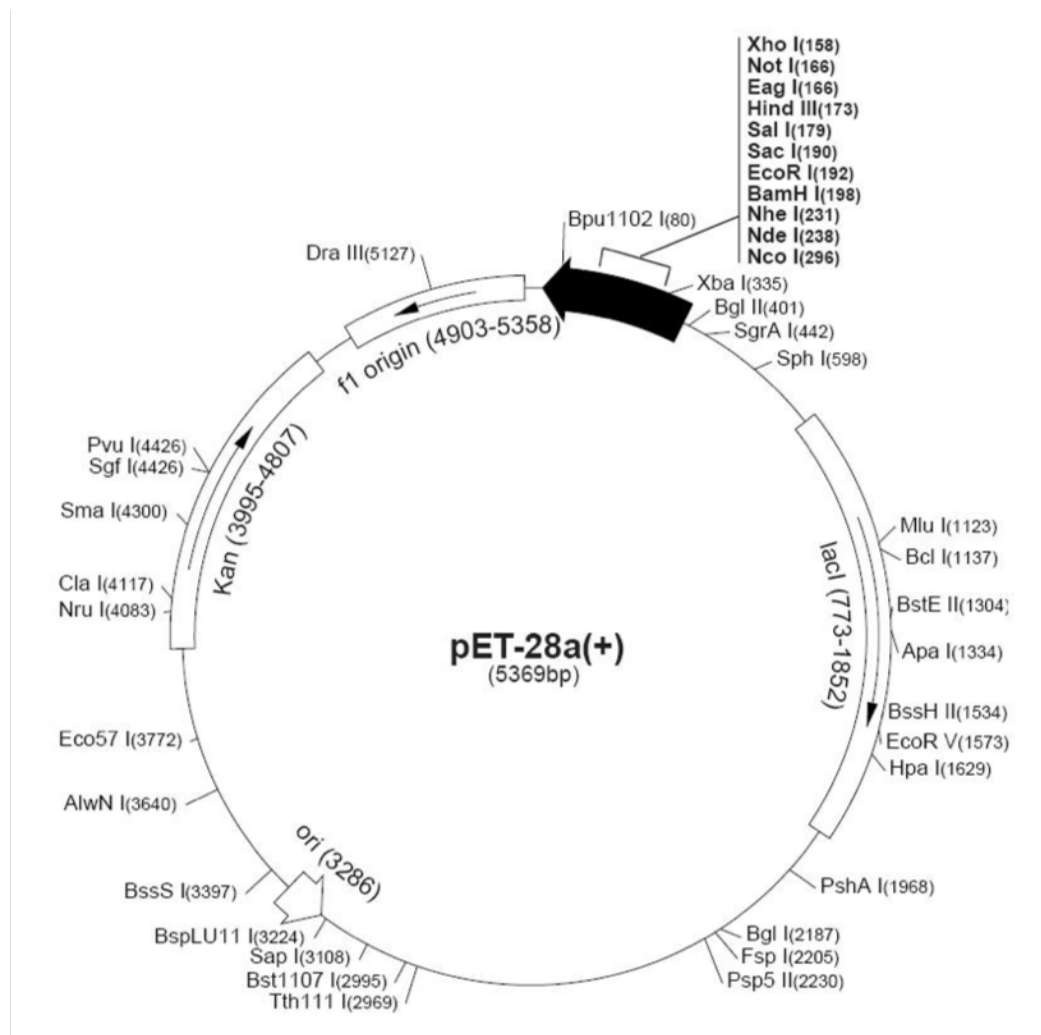 Xho I(158)
Not I(166)
Eag I(166)
Hind III(173)
Sal I(179)
Sac I(190)
EcoR I(192)
BamH I(198)
Nhe I(231)
Nde I(238)
Nco I(296)
Bpu1102 I(80)
Dra III(5127)
Xba I(335)
Bgl II(401)
SgrA I(442)
Sph I(598)
f1 origin (4903-5358)
Pvu I(4426)
Sgf I(4426)
Sma I(4300)
Kan (3995-4807)
Cla I(4117)
Nru I(4083)
Mlu I(1123)
Bcl I(1137)
BstE II(1304)
Apa I(1334)
lacI (773-1852)
BssH II(1534)
EcoR V(1573)
Hpa I(1629)
pET-28a(+)
(5369bp)
Eco57 I(3772)
AlwN I(3640)
ori (3286)
BssS I(3397)
PshA I(1968)
BspLU11 I(3224)
Sap I(3108)
Bst1107 I(2995)
Tth111 I(2969)
Bgl I(2187)
Fsp I(2205)
Psp5 II(2230)